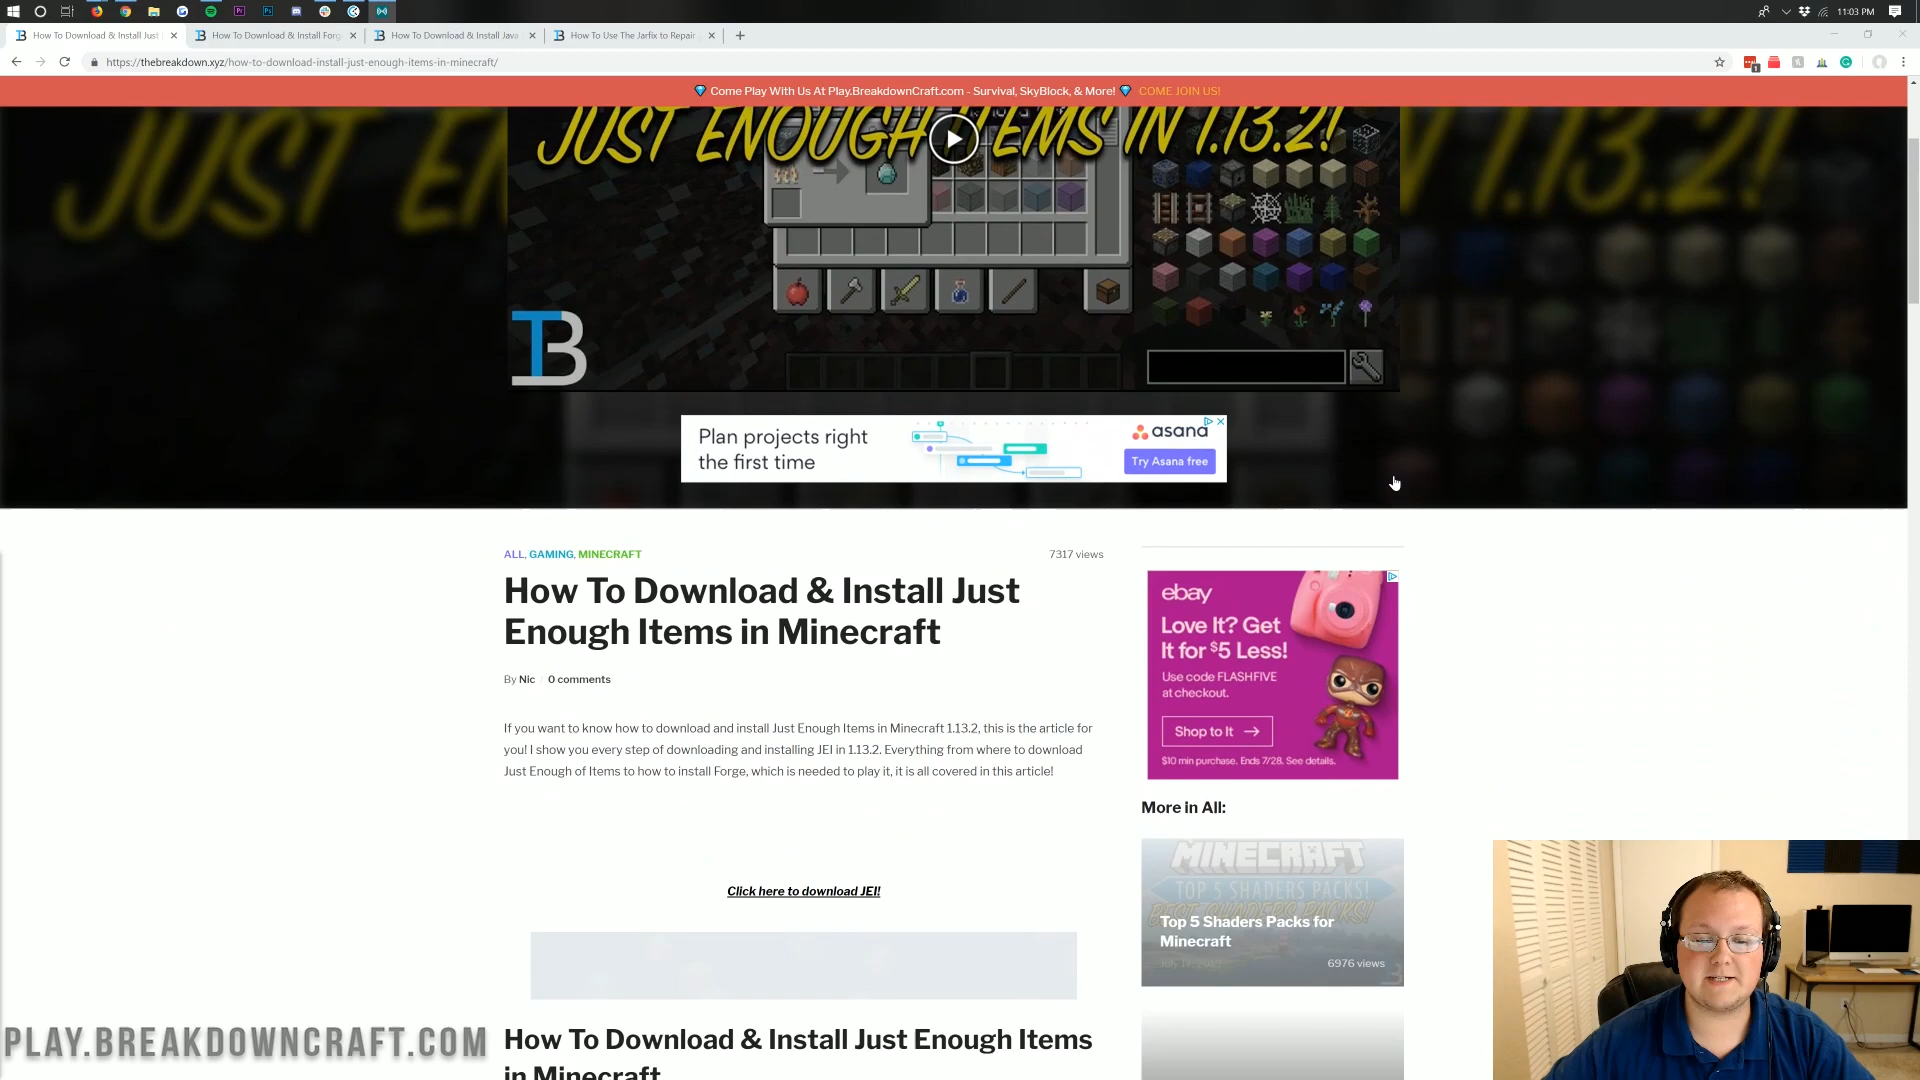 11:03 PM
How To Download & Install Just
How To Download & Install Forg
How To Download & Install Java
How To Use The Jarfix to Repair
https://thebreakdown.xyz/how-to-download-install-just-enough-items-in-minecraft/
Come Play With Us At Play.BreakdownCraft.com - Survival, SkyBlock, & More! COME JOIN US!
JUST ENOUGH ITEMS IN 1.13.2!
TB
Plan projects right
the first time
asana
Try Asana free
ALL, GAMING, MINECRAFT
7317 views
How To Download & Install Just
Enough Items in Minecraft
By Nic / 0 comments
If you want to know how to download and install Just Enough Items in Minecraft 1.13.2, this is the article for
you! I show you every step of downloading and installing JEI in 1.13.2. Everything from where to download
Just Enough of Items to how to install Forge, which is needed to play it, it is all covered in this article!
Click here to download JEI!
How To Download & Install Just Enough Items
in Minecraft
ebay
Love It? Get
It for $5 Less!
Use code FLASHFIVE
at checkout.
Shop to It →
$10 min purchase. Ends 7/28. See details.
More in All:
MINECRAFT
TOP 5 SHADERS PACKS!
BEST SHADERS PACKS!
Top 5 Shaders Packs for
Minecraft
6976 views
PLAY.BREAKDOWNCRAFT.COM